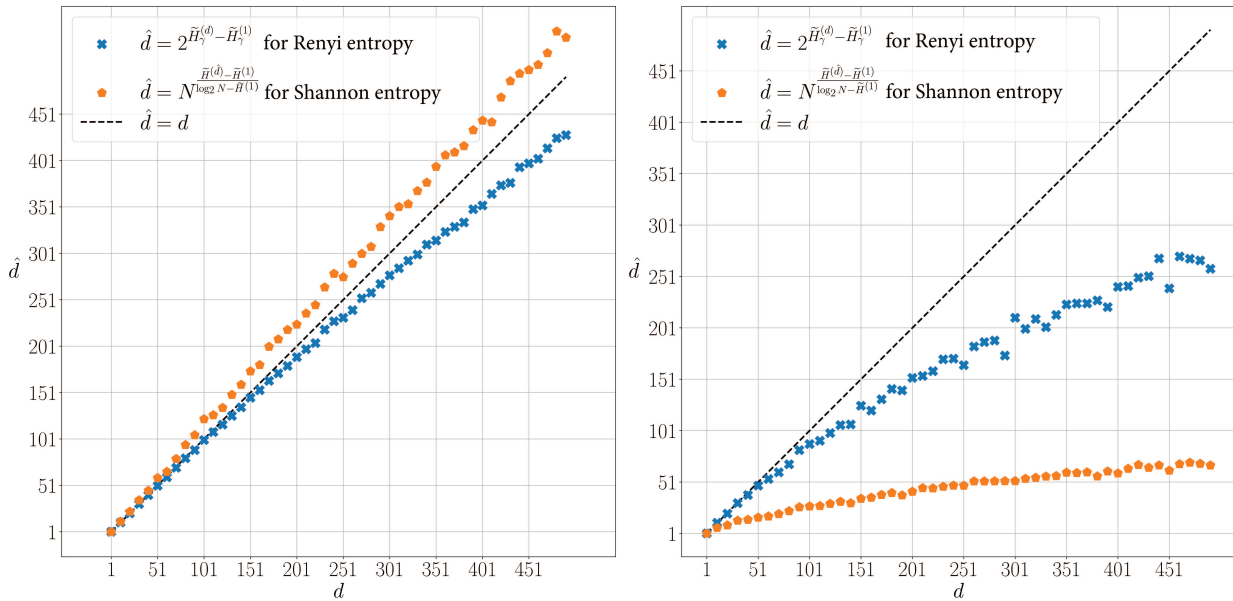 d̂ = 2^{H̃_γ^{(d)} − H̃_γ^{(1)}} for Renyi entropy
d̂ = N^{\frac{H̃^{(d̂)} − H̃^{(1)}}{log_2 N − H̃^{(1)}}} for Shannon entropy
d̂ = d
451
401
351
301
251
201
151
101
51
1
d̂
1 51 101 151 201 251 301 351 401 451
d
d̂ = 2^{H̃_γ^{(d)} − H̃_γ^{(1)}} for Renyi entropy
d̂ = N^{\frac{H̃^{(d̂)} − H̃^{(1)}}{log_2 N − H̃^{(1)}}} for Shannon entropy
d̂ = d
451
401
351
301
251
201
151
101
51
1
d̂
1 51 101 151 201 251 301 351 401 451
d